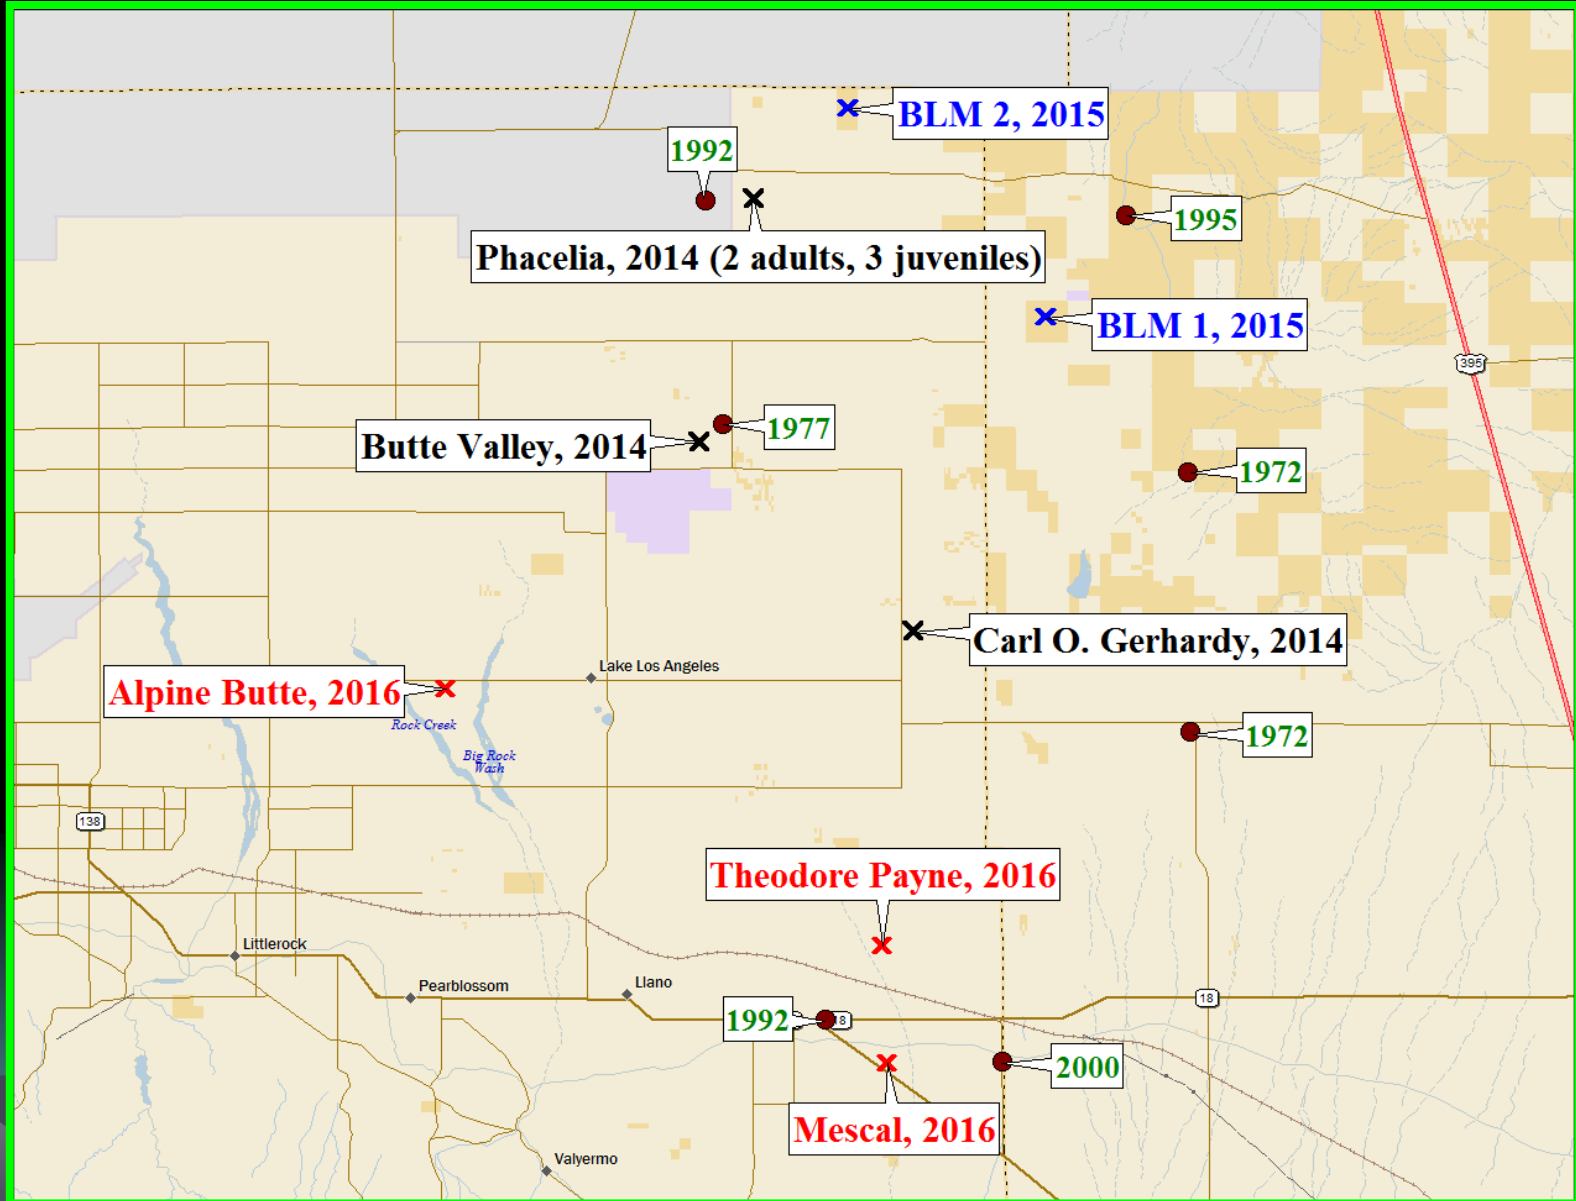 BLM 2, 2015
1992
1995
Phacelia, 2014 (2 adults, 3 juveniles)
BLM 1, 2015
395
1977
Butte Valley, 2014
1972
Carl O. Gerhardy, 2014
Lake Los Angeles
Alpine Butte, 2016
Rock Creek
1972
Big Rock
Wash
138
Theodore Payne, 2016
Littlerock
Pearblossom
Llano
18
1992
18
2000
Mescal, 2016
Valyermo